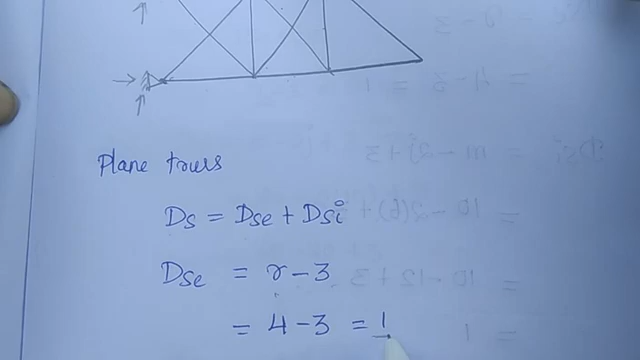 Plane truss
Ds = Dse + Dsi
Dse = r - 3
= 4 - 3 = 1